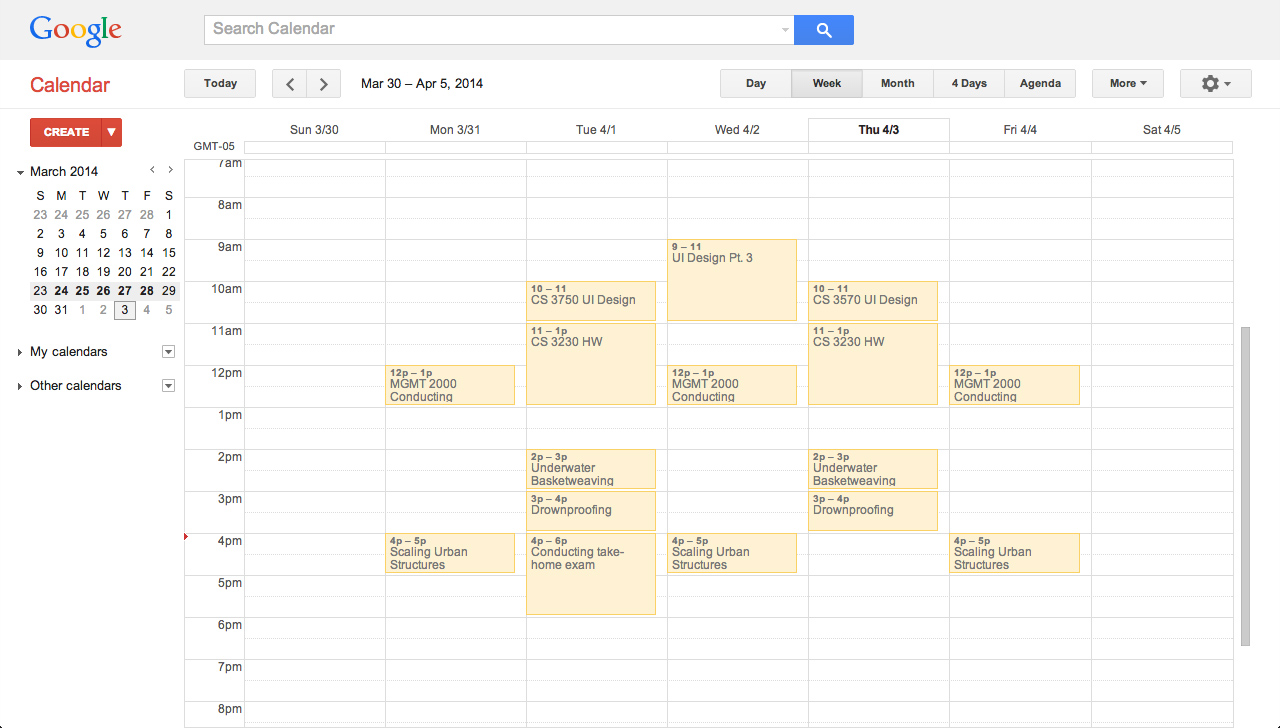 Google
Search Calendar
Calendar
Today
Mar 30 – Apr 5, 2014
Day Week Month 4 Days Agenda
More
CREATE
Sun 3/30 Mon 3/31 Tue 4/1 Wed 4/2 Thu 4/3 Fri 4/4 Sat 4/5
GMT-05
March 2014
S M T W T F S
23 24 25 26 27 28 1
2 3 4 5 6 7 8
9 10 11 12 13 14 15
16 17 18 19 20 21 22
23 24 25 26 27 28 29
30 31 1 2 3 4 5
My calendars
Other calendars
7am
8am
9am
10am
11am
12pm
1pm
2pm
3pm
4pm
5pm
6pm
7pm
8pm
12p – 1p
MGMT 2000
Conducting
4p – 5p
Scaling Urban
Structures
10 – 11
CS 3750 UI Design
11 – 1p
CS 3230 HW
2p – 3p
Underwater
Basketweaving
3p – 4p
Drownproofing
4p – 6p
Conducting take-
home exam
9 – 11
UI Design Pt. 3
12p – 1p
MGMT 2000
Conducting
4p – 5p
Scaling Urban
Structures
10 – 11
CS 3570 UI Design
11 – 1p
CS 3230 HW
2p – 3p
Underwater
Basketweaving
3p – 4p
Drownproofing
12p – 1p
MGMT 2000
Conducting
4p – 5p
Scaling Urban
Structures